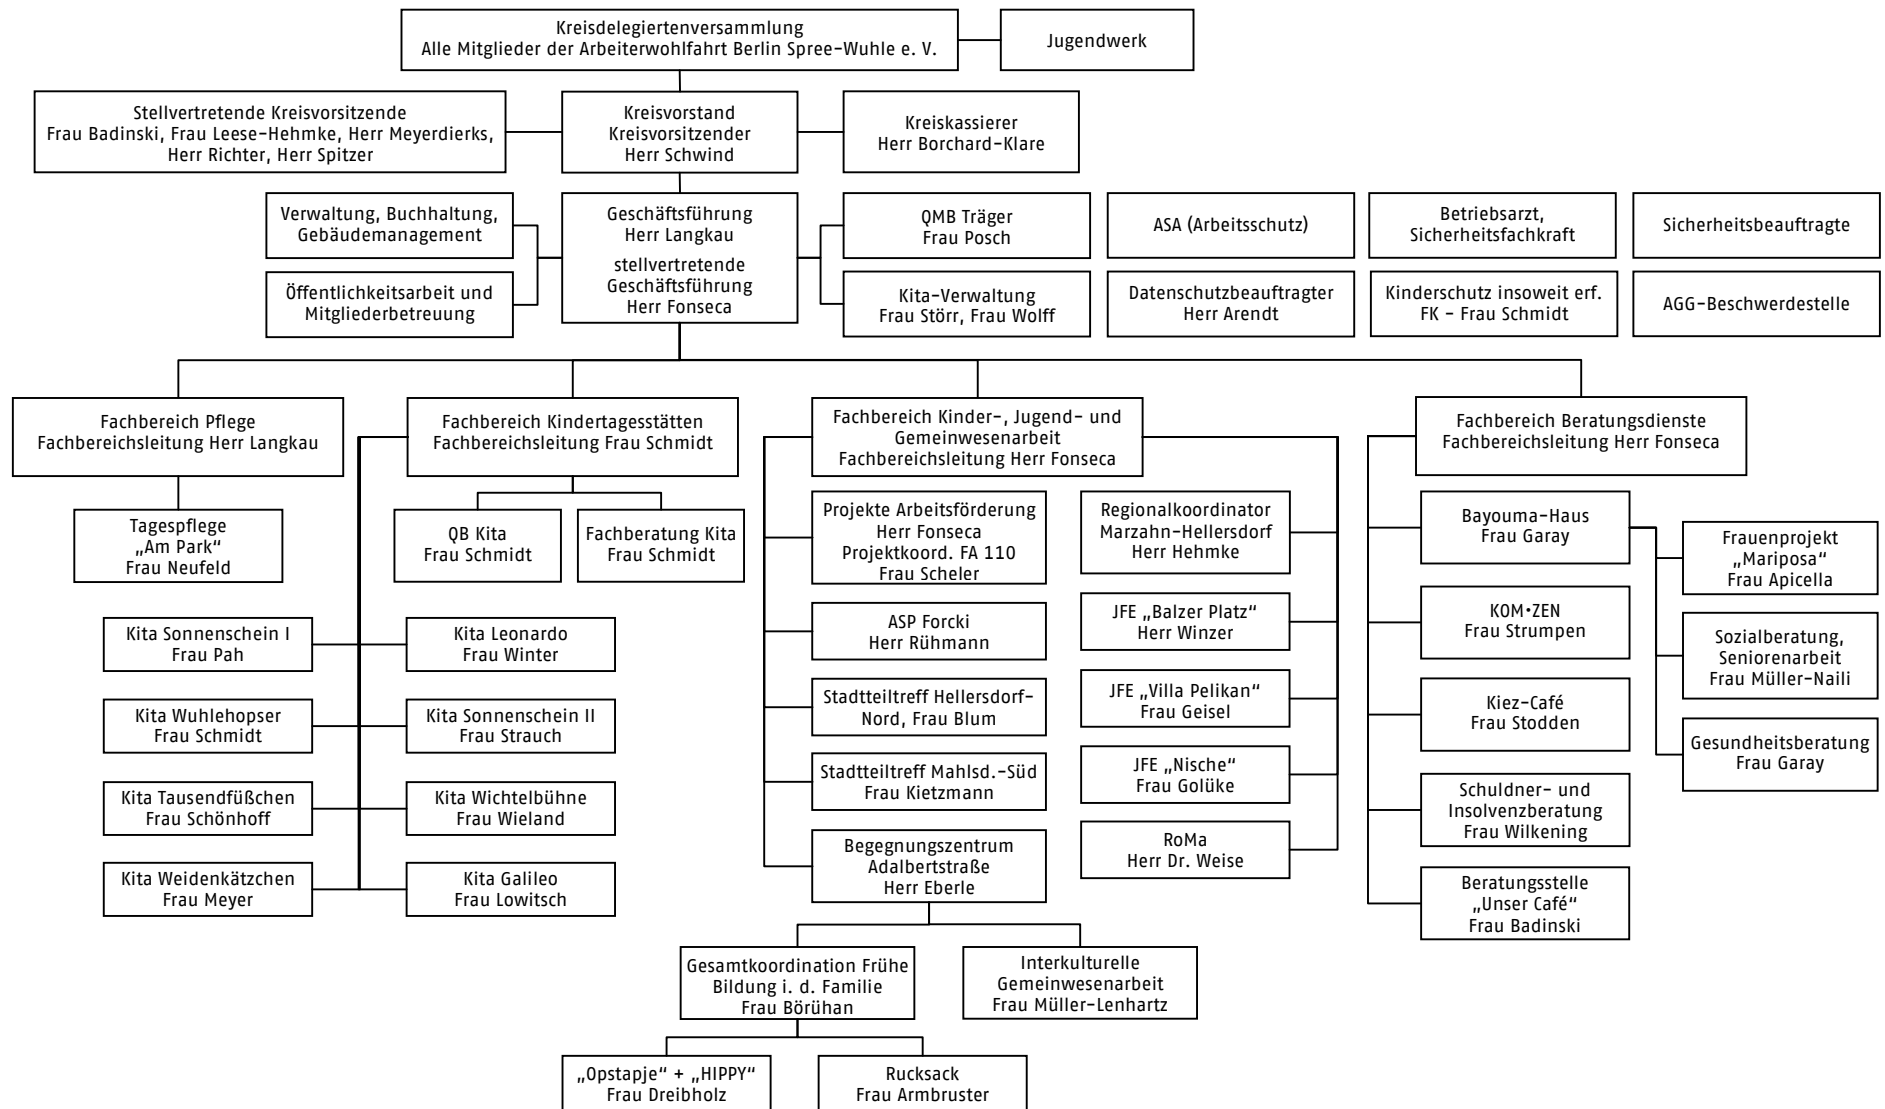 Kreisdelegiertenversammlung
Alle Mitglieder der Arbeiterwohlfahrt Berlin Spree-Wuhle e. V.
Jugendwerk
Stellvertretende Kreisvorsitzende
Frau Badinski, Frau Leese-Hehmke, Herr Meyerdierks,
Herr Richter, Herr Spitzer
Kreisvorstand
Kreisvorsitzender
Herr Schwind
Kreiskassierer
Herr Borchard-Klare
Verwaltung, Buchhaltung,
Gebäudemanagement
Öffentlichkeitsarbeit und
Mitgliederbetreuung
Geschäftsführung
Herr Langkau
stellvertretende
Geschäftsführung
Herr Fonseca
QMB Träger
Frau Posch
ASA (Arbeitsschutz)
Betriebsarzt,
Sicherheitsfachkraft
Sicherheitsbeauftragte
Kita-Verwaltung
Frau Störr, Frau Wolff
Datenschutzbeauftragter
Herr Arendt
Kinderschutz insoweit erf.
FK - Frau Schmidt
AGG-Beschwerdestelle
Fachbereich Pflege
Fachbereichsleitung Herr Langkau
Tagespflege
„Am Park“
Frau Neufeld
Fachbereich Kindertagesstätten
Fachbereichsleitung Frau Schmidt
QB Kita
Frau Schmidt
Fachberatung Kita
Frau Schmidt
Kita Sonnenschein I
Frau Pah
Kita Leonardo
Frau Winter
Kita Wuhlehopser
Frau Schmidt
Kita Sonnenschein II
Frau Strauch
Kita Tausendfüßchen
Frau Schönhoff
Kita Wichtelbühne
Frau Wieland
Kita Weidenkätzchen
Frau Meyer
Kita Galileo
Frau Lowitsch
Fachbereich Kinder-, Jugend- und
Gemeinwesenarbeit
Fachbereichsleitung Herr Fonseca
Projekte Arbeitsförderung
Herr Fonseca
Projektkoord. FA 110
Frau Scheler
ASP Forcki
Herr Rühmann
Stadtteiltreff Hellersdorf-
Nord, Frau Blum
Stadtteiltreff Mahlsd.-Süd
Frau Kietzmann
Begegnungszentrum
Adalbertstraße
Herr Eberle
Regionalkoordinator
Marzahn-Hellersdorf
Herr Hehmke
JFE „Balzer Platz“
Herr Winzer
JFE „Villa Pelikan“
Frau Geisel
JFE „Nische“
Frau Golüke
RoMa
Herr Dr. Weise
Gesamtkoordination Frühe
Bildung i. d. Familie
Frau Börühan
Interkulturelle
Gemeinwesenarbeit
Frau Müller-Lenhartz
„Opstapje“ + „HIPPY“
Frau Dreibholz
Rucksack
Frau Armbruster
Fachbereich Beratungsdienste
Fachbereichsleitung Herr Fonseca
Bayouma-Haus
Frau Garay
KOM•ZEN
Frau Strumpen
Kiez-Café
Frau Stodden
Schuldner- und
Insolvenzberatung
Frau Wilkening
Beratungsstelle
„Unser Café“
Frau Badinski
Frauenprojekt
„Mariposa“
Frau Apicella
Sozialberatung,
Seniorenarbeit
Frau Müller-Naili
Gesundheitsberatung
Frau Garay